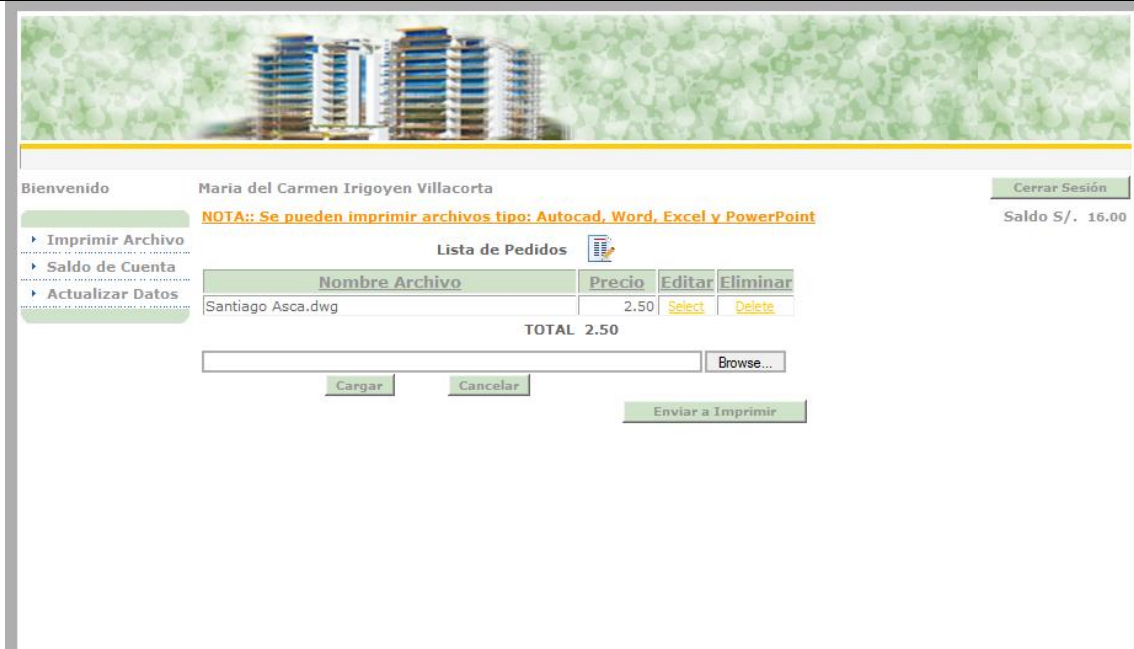 Bienvenido Maria del Carmen Irigoyen Villacorta Cerrar Sesión
NOTA:: Se pueden imprimir archivos tipo: Autocad, Word, Excel y PowerPoint Saldo S/. 16.00
Imprimir Archivo
Saldo de Cuenta
Actualizar Datos
Lista de Pedidos
Nombre Archivo Precio Editar Eliminar
Santiago Asca.dwg 2.50 Select Delete
TOTAL 2.50
Browse...
Cargar Cancelar
Enviar a Imprimir